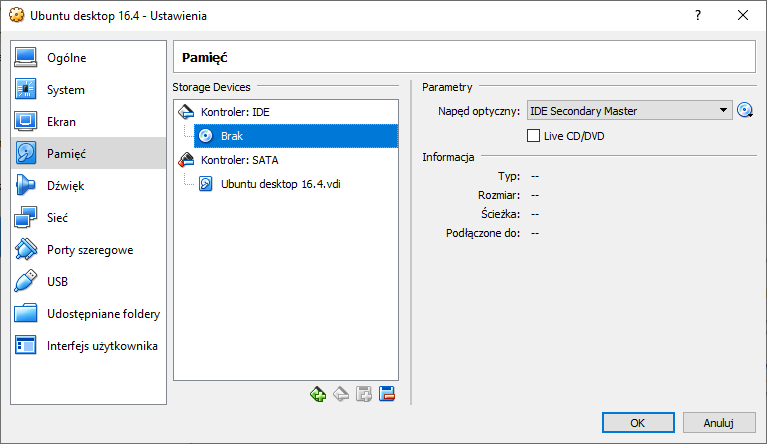 Ubuntu desktop 16.4 - Ustawienia
?
Ogólne
System
Ekran
Pamięć
Dźwięk
Sieć
Porty szeregowe
USB
Udostępniane foldery
Interfejs użytkownika
Pamięć
Storage Devices
Kontroler: IDE
Brak
Kontroler: SATA
Ubuntu desktop 16.4.vdi
Parametry
Napęd optyczny: IDE Secondary Master
Live CD/DVD
Informacja
Typ: --
Rozmiar: --
Ścieżka: --
Podłączone do: --
OK
Anuluj